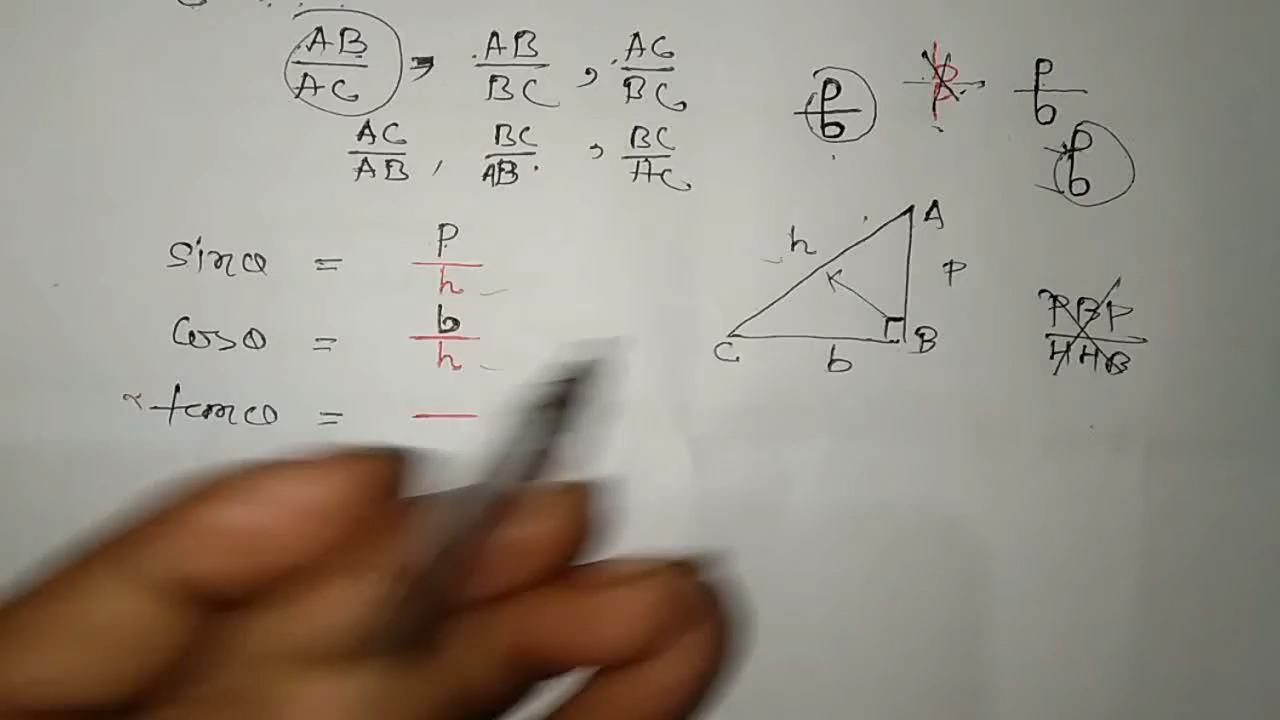 AB/AC , AB/BC , AC/BC
AC/AB , BC/AB . , BC/AC
p/b p/b
p/b
sinθ = p/h
cosθ = b/h
tanθ =
A
h
p
C
b
B
PBP/HHB